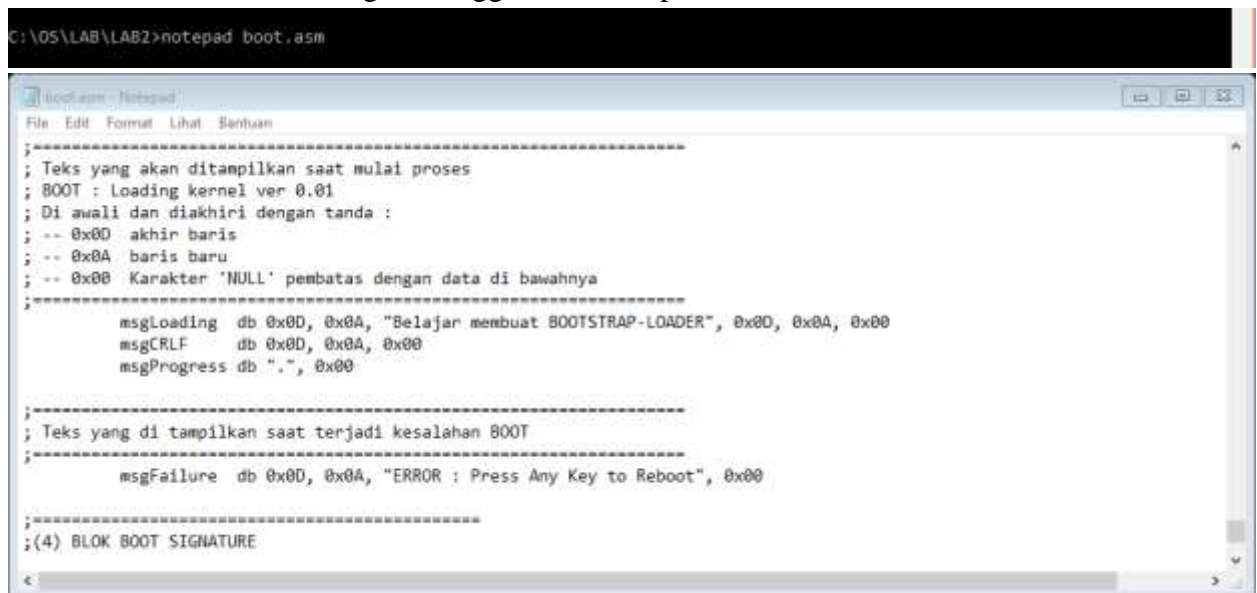 C:\OS\LAB\LAB2>notepad boot.asm
boot.asm - Notepad
File Edit Format Lihat Bantuan
;====================================================================
; Teks yang akan ditampilkan saat mulai proses
; BOOT : Loading kernel ver 0.01
; Di awali dan diakhiri dengan tanda :
; -- 0x0D akhir baris
; -- 0x0A baris baru
; -- 0x00 Karakter 'NULL' pembatas dengan data di bawahnya
;====================================================================
msgLoading db 0x0D, 0x0A, "Belajar membuat BOOTSTRAP-LOADER", 0x0D, 0x0A, 0x00
msgCRLF db 0x0D, 0x0A, 0x00
msgProgress db ".", 0x00
;====================================================================
; Teks yang di tampilkan saat terjadi kesalahan BOOT
;====================================================================
msgFailure db 0x0D, 0x0A, "ERROR : Press Any Key to Reboot", 0x00
;===============================================
;(4) BLOK BOOT SIGNATURE